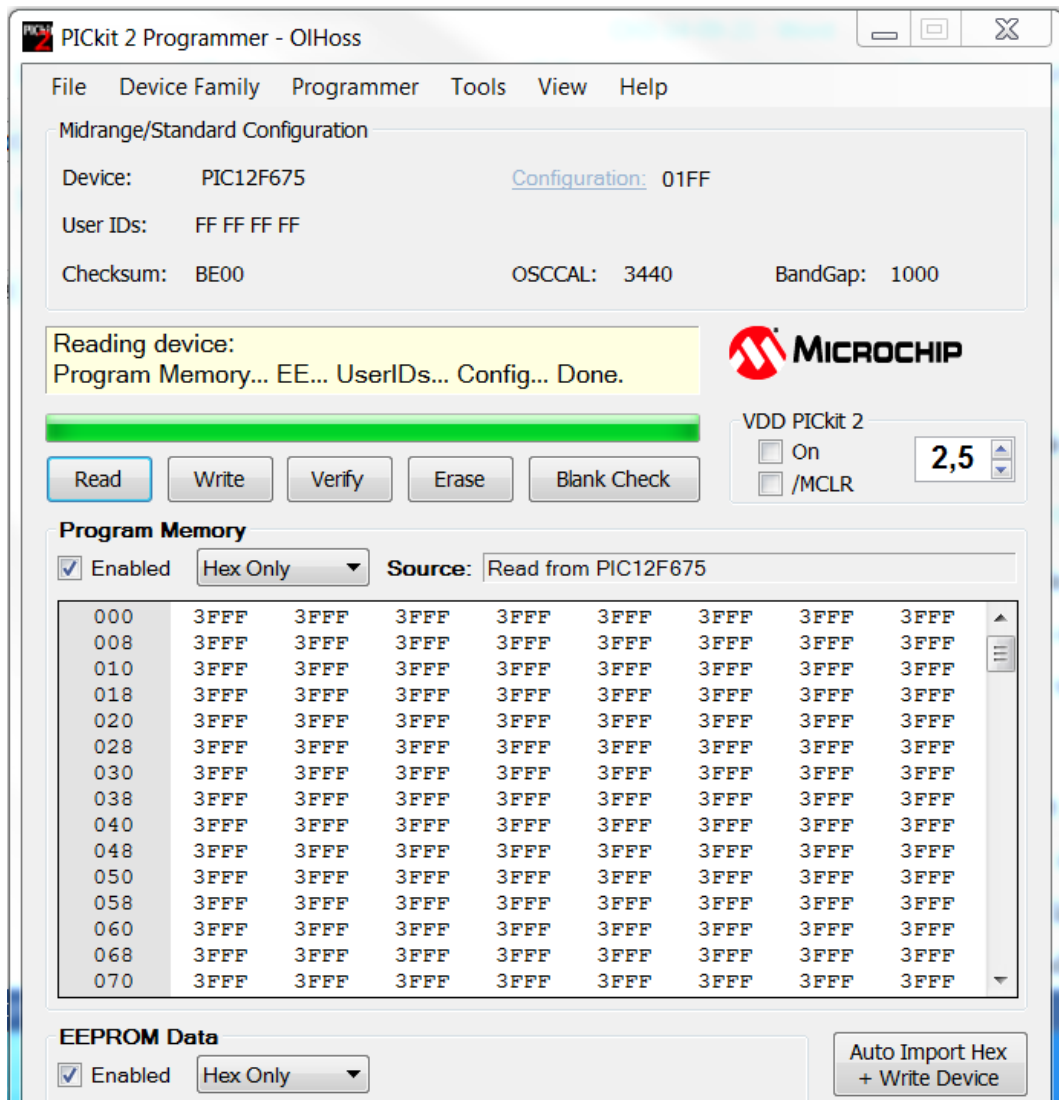 PICkit 2 Programmer - OlHoss
File Device Family Programmer Tools View Help
Midrange/Standard Configuration
Device: PIC12F675 Configuration: 01FF
User IDs: FF FF FF FF
Checksum: BE00 OSCCAL: 3440 BandGap: 1000
Reading device:
Program Memory... EE... UserIDs... Config... Done.
MICROCHIP
VDD PICkit 2
On
/MCLR
2,5
Read Write Verify Erase Blank Check
Program Memory
Enabled Hex Only Source: Read from PIC12F675
000 3FFF 3FFF 3FFF 3FFF 3FFF 3FFF 3FFF 3FFF
008 3FFF 3FFF 3FFF 3FFF 3FFF 3FFF 3FFF 3FFF
010 3FFF 3FFF 3FFF 3FFF 3FFF 3FFF 3FFF 3FFF
018 3FFF 3FFF 3FFF 3FFF 3FFF 3FFF 3FFF 3FFF
020 3FFF 3FFF 3FFF 3FFF 3FFF 3FFF 3FFF 3FFF
028 3FFF 3FFF 3FFF 3FFF 3FFF 3FFF 3FFF 3FFF
030 3FFF 3FFF 3FFF 3FFF 3FFF 3FFF 3FFF 3FFF
038 3FFF 3FFF 3FFF 3FFF 3FFF 3FFF 3FFF 3FFF
040 3FFF 3FFF 3FFF 3FFF 3FFF 3FFF 3FFF 3FFF
048 3FFF 3FFF 3FFF 3FFF 3FFF 3FFF 3FFF 3FFF
050 3FFF 3FFF 3FFF 3FFF 3FFF 3FFF 3FFF 3FFF
058 3FFF 3FFF 3FFF 3FFF 3FFF 3FFF 3FFF 3FFF
060 3FFF 3FFF 3FFF 3FFF 3FFF 3FFF 3FFF 3FFF
068 3FFF 3FFF 3FFF 3FFF 3FFF 3FFF 3FFF 3FFF
070 3FFF 3FFF 3FFF 3FFF 3FFF 3FFF 3FFF 3FFF
EEPROM Data
Enabled Hex Only
Auto Import Hex
+ Write Device